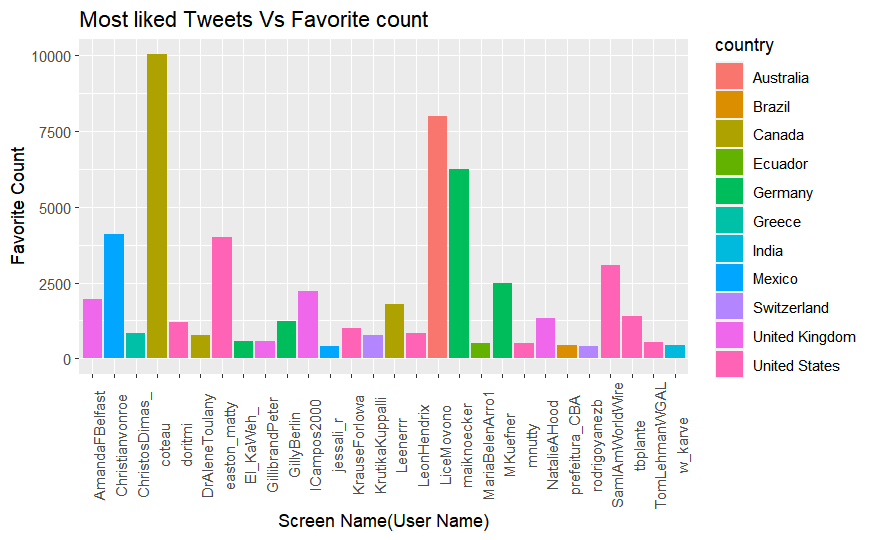 Most liked Tweets Vs Favorite count
Favorite Count
10000
7500
5000
2500
0
AmandaFBelfast
Christianvonroe
ChristosDimas_
coteau
doritmi
DrAleneToulany
easton_matty
El_KaWeh_
GillibrandPeter
GillyBerlin
ICampos2000
jessali_r
KrauseForIowa
KrutikaKuppalli
Leenerrr
LeonHendrix
LiceMovono
maiknoecker
MariaBelenArro1
MKuefner
mnutty
NatalieAHood
prefeitura_CBA
rodrigoyanezb
SamIAmWorldWire
tbplante
TomLehmanWGAL
w_karve
Screen Name(User Name)
country
Australia
Brazil
Canada
Ecuador
Germany
Greece
India
Mexico
Switzerland
United Kingdom
United States